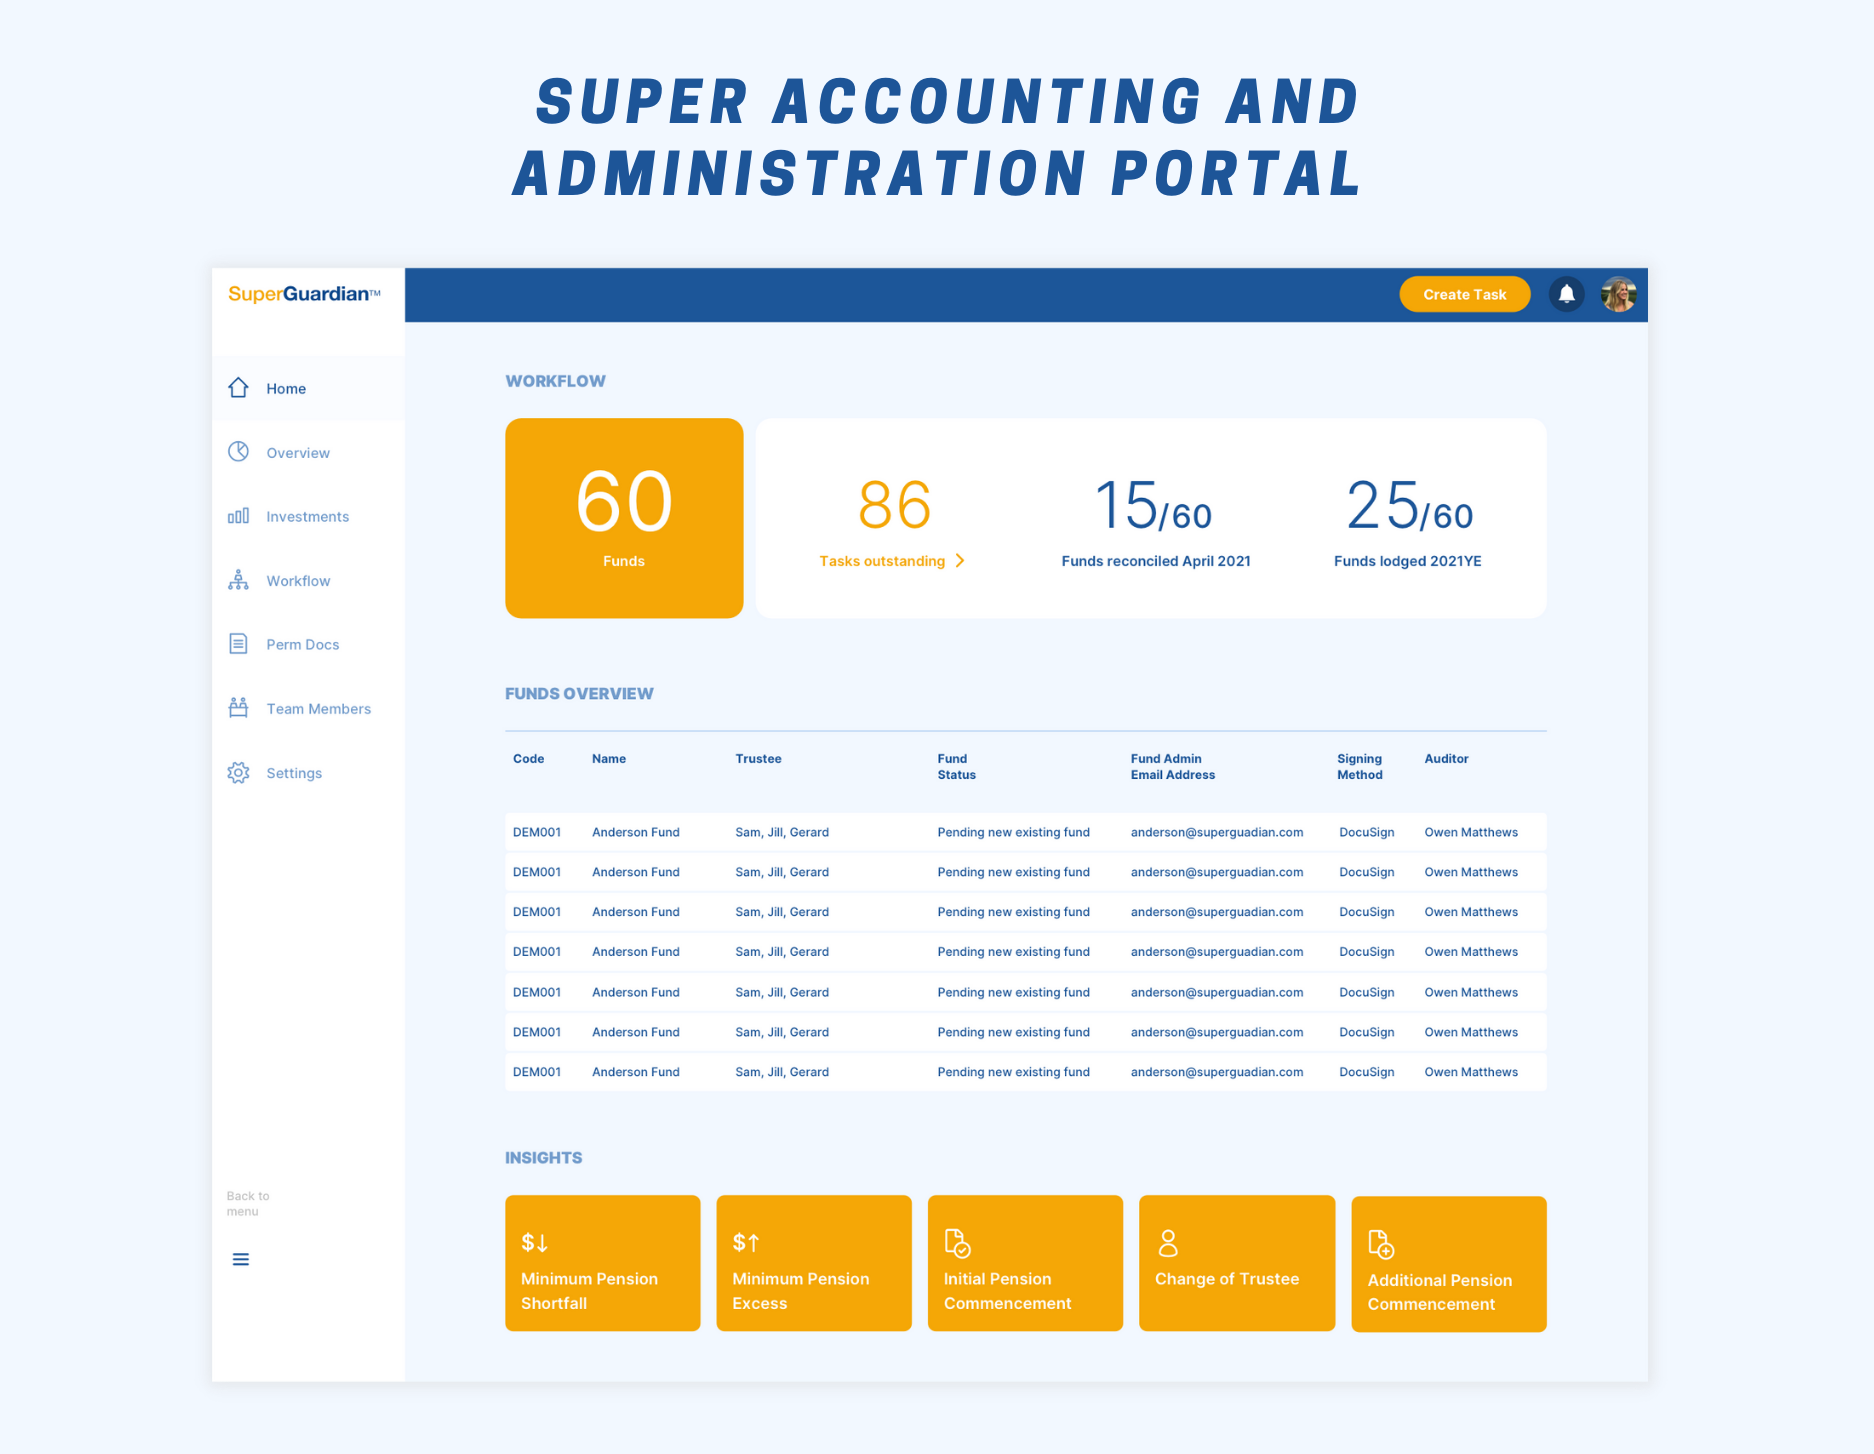 SUPER ACCOUNTING AND
ADMINISTRATION PORTAL
SuperGuardian™
Create Task
Home
Overview
Investments
Workflow
Perm Docs
Team Members
Settings
Back to
menu
WORKFLOW
60
Funds
86
Tasks outstanding
15/60
Funds reconciled April 2021
25/60
Funds lodged 2021YE
FUNDS OVERVIEW
Code Name Trustee Fund Status Fund Admin Email Address Signing Method Auditor
DEM001 Anderson Fund Sam, Jill, Gerard Pending new existing fund anderson@superguadian.com DocuSign Owen Matthews
DEM001 Anderson Fund Sam, Jill, Gerard Pending new existing fund anderson@superguadian.com DocuSign Owen Matthews
DEM001 Anderson Fund Sam, Jill, Gerard Pending new existing fund anderson@superguadian.com DocuSign Owen Matthews
DEM001 Anderson Fund Sam, Jill, Gerard Pending new existing fund anderson@superguadian.com DocuSign Owen Matthews
DEM001 Anderson Fund Sam, Jill, Gerard Pending new existing fund anderson@superguadian.com DocuSign Owen Matthews
DEM001 Anderson Fund Sam, Jill, Gerard Pending new existing fund anderson@superguadian.com DocuSign Owen Matthews
DEM001 Anderson Fund Sam, Jill, Gerard Pending new existing fund anderson@superguadian.com DocuSign Owen Matthews
INSIGHTS
$↓
Minimum Pension
Shortfall
$↑
Minimum Pension
Excess
Initial Pension
Commencement
Change of Trustee
Additional Pension
Commencement